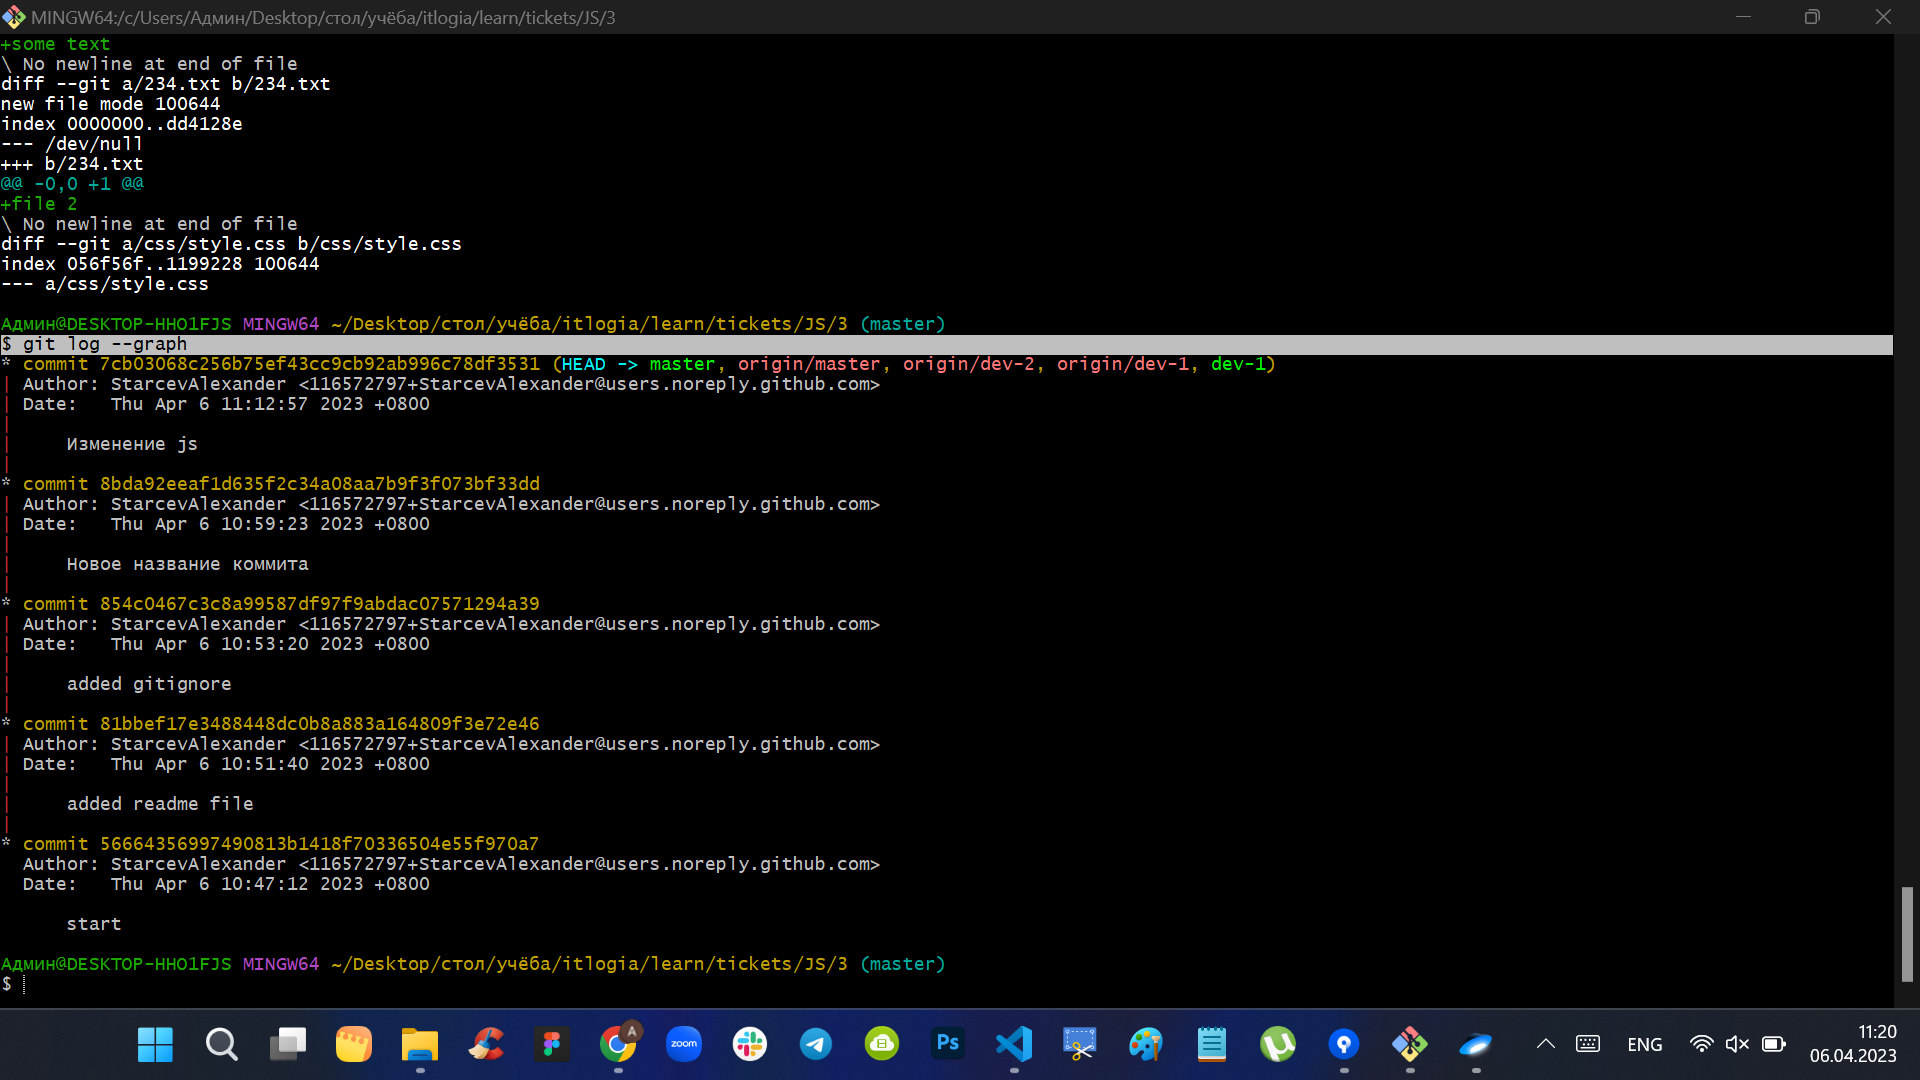 MINGW64:/c/Users/Админ/Desktop/стол/учёба/itlogia/learn/tickets/JS/3
+some text
\ No newline at end of file
diff --git a/234.txt b/234.txt
new file mode 100644
index 0000000..dd4128e
--- /dev/null
+++ b/234.txt
@@ -0,0 +1 @@
+file 2
\ No newline at end of file
diff --git a/css/style.css b/css/style.css
index 056f56f..1199228 100644
--- a/css/style.css
Админ@DESKTOP-HHO1FJS MINGW64 ~/Desktop/стол/учёба/itlogia/learn/tickets/JS/3 (master)
$ git log --graph
* commit 7cb03068c256b75ef43cc9cb92ab996c78df3531 (HEAD -> master, origin/master, origin/dev-2, origin/dev-1, dev-1)
| Author: StarcevAlexander <116572797+StarcevAlexander@users.noreply.github.com>
| Date:   Thu Apr 6 11:12:57 2023 +0800
|
|     Изменение js
|
* commit 8bda92eeaf1d635f2c34a08aa7b9f3f073bf33dd
| Author: StarcevAlexander <116572797+StarcevAlexander@users.noreply.github.com>
| Date:   Thu Apr 6 10:59:23 2023 +0800
|
|     Новое название коммита
|
* commit 854c0467c3c8a99587df97f9abdac07571294a39
| Author: StarcevAlexander <116572797+StarcevAlexander@users.noreply.github.com>
| Date:   Thu Apr 6 10:53:20 2023 +0800
|
|     added gitignore
|
* commit 81bbef17e3488448dc0b8a883a164809f3e72e46
| Author: StarcevAlexander <116572797+StarcevAlexander@users.noreply.github.com>
| Date:   Thu Apr 6 10:51:40 2023 +0800
|
|     added readme file
|
* commit 56664356997490813b1418f70336504e55f970a7
  Author: StarcevAlexander <116572797+StarcevAlexander@users.noreply.github.com>
  Date:   Thu Apr 6 10:47:12 2023 +0800
      start
Админ@DESKTOP-HHO1FJS MINGW64 ~/Desktop/стол/учёба/itlogia/learn/tickets/JS/3 (master)
$
A
zoom
Ps
ENG
11:20
06.04.2023